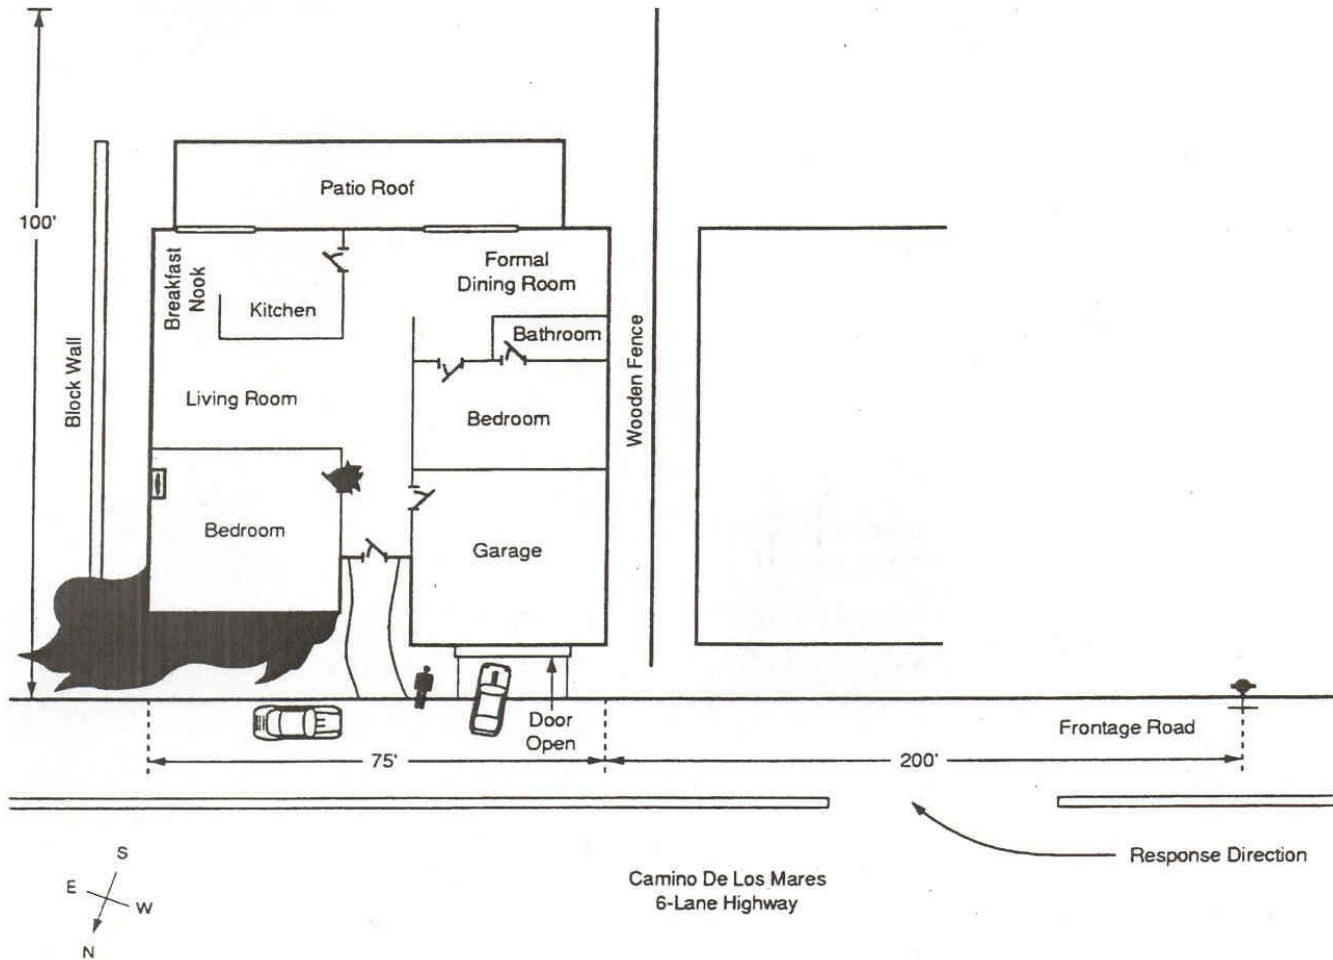 100'
Patio Roof
Breakfast
Nook
Kitchen
Formal
Dining Room
Bathroom
Block Wall
Living Room
Bedroom
Wooden Fence
Bedroom
Garage
Door
Open
Frontage Road
75'
200'
Response Direction
Camino De Los Mares
6-Lane Highway
S
E
W
N